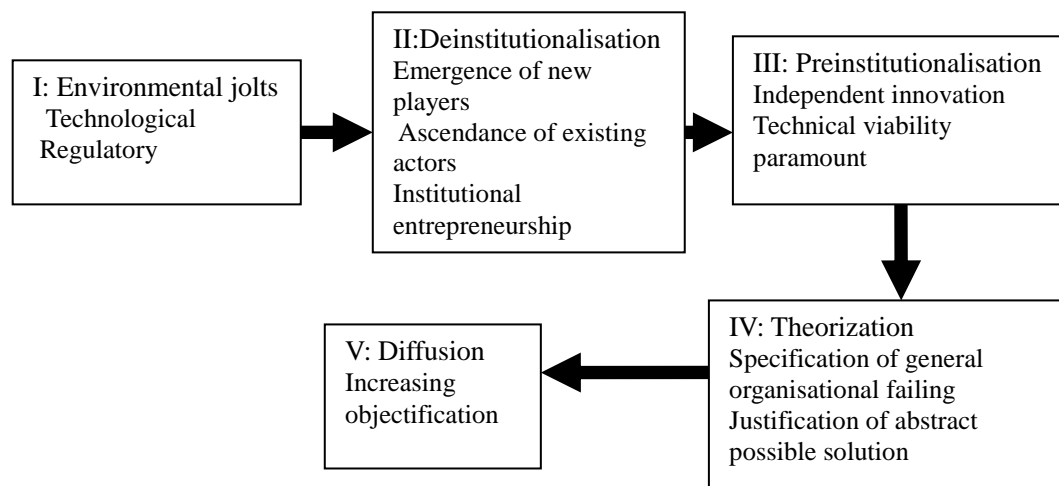 I: Environmental jolts
Technological
Regulatory
II:Deinstitutionalisation
Emergence of new
players
Ascendance of existing
actors
Institutional
entrepreneurship
III: Preinstitutionalisation
Independent innovation
Technical viability
paramount
IV: Theorization
Specification of general
organisational failing
Justification of abstract
possible solution
V: Diffusion
Increasing
objectification